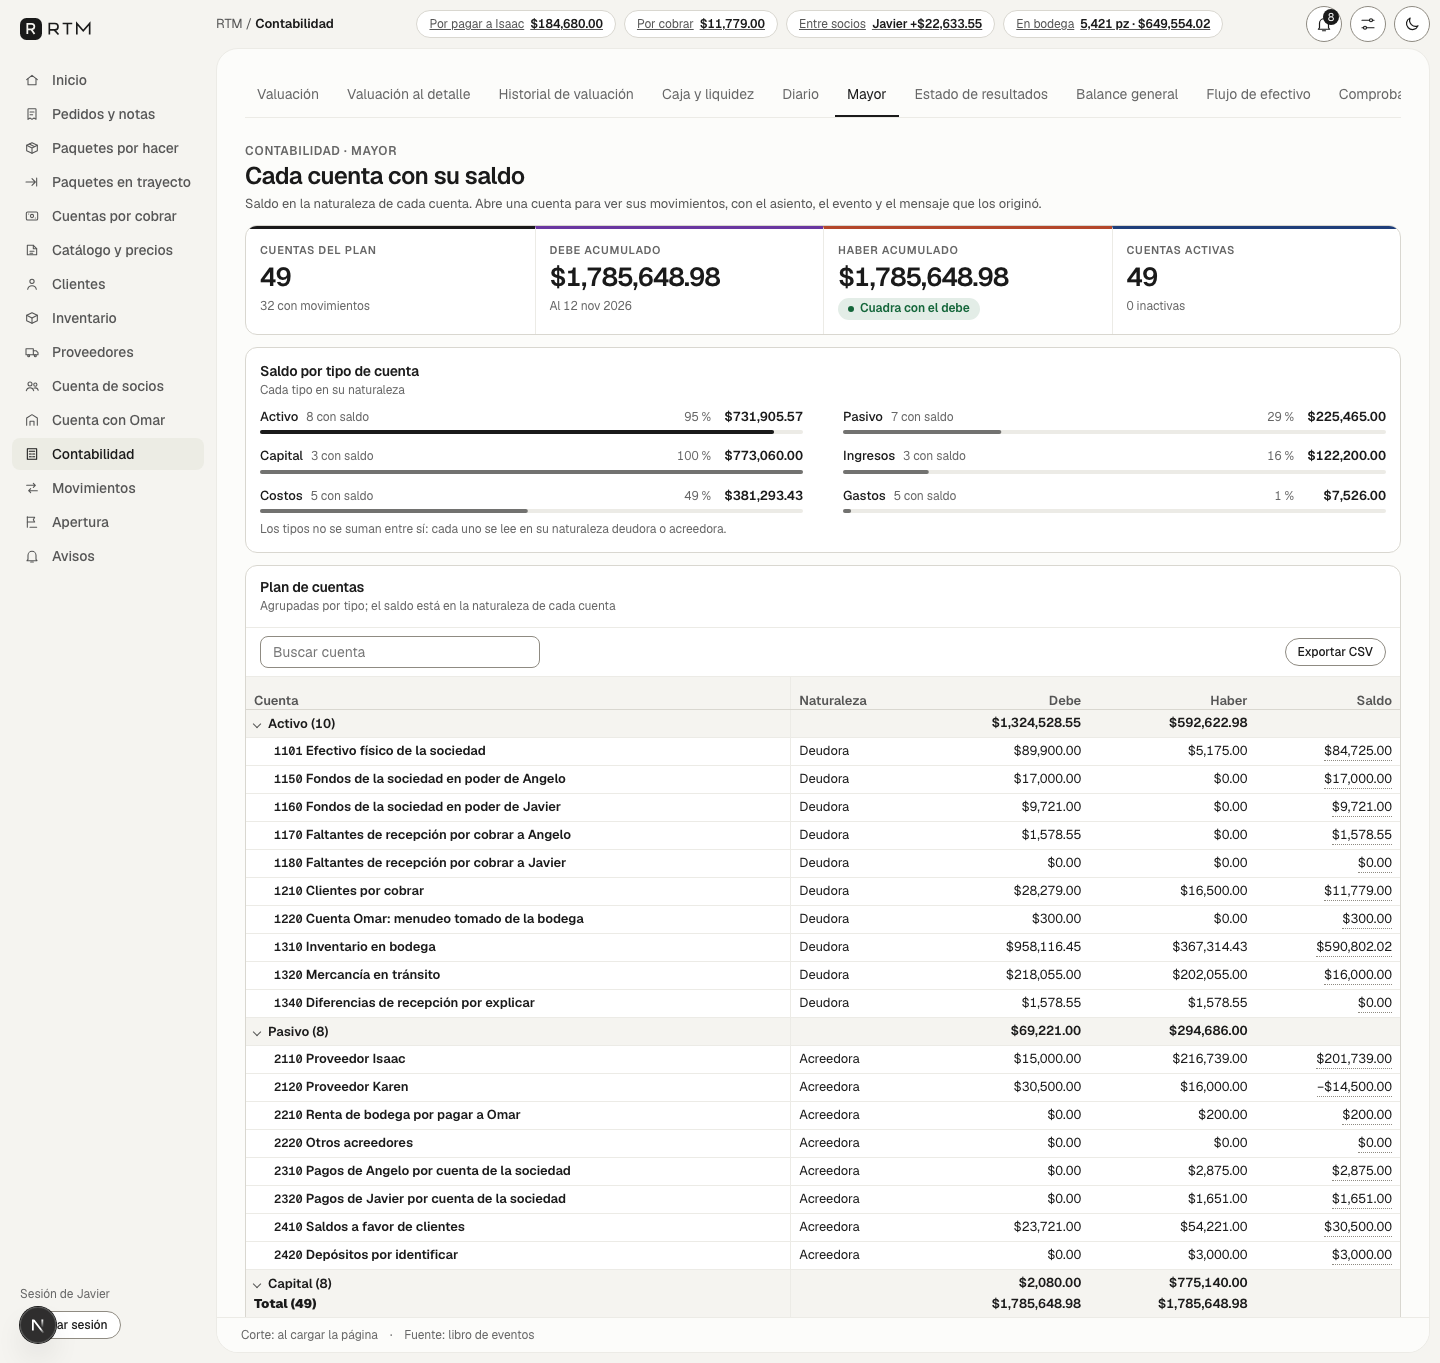 RTM
RTM / Contabilidad
Por pagar a Isaac $184,680.00
Por cobrar $11,779.00
Entre socios Javier +$22,633.55
En bodega 5,421 pz · $649,554.02
8
Inicio
Pedidos y notas
Paquetes por hacer
Paquetes en trayecto
Cuentas por cobrar
Catálogo y precios
Clientes
Inventario
Proveedores
Cuenta de socios
Cuenta con Omar
Contabilidad
Movimientos
Apertura
Avisos
Sesión de Javier
N
ar sesión
Valuación Valuación al detalle Historial de valuación Caja y liquidez Diario Mayor Estado de resultados Balance general Flujo de efectivo Comproba
CONTABILIDAD · MAYOR
Cada cuenta con su saldo
Saldo en la naturaleza de cada cuenta. Abre una cuenta para ver sus movimientos, con el asiento, el evento y el mensaje que los originó.
CUENTAS DEL PLAN
49
32 con movimientos
DEBE ACUMULADO
$1,785,648.98
Al 12 nov 2026
HABER ACUMULADO
$1,785,648.98
Cuadra con el debe
CUENTAS ACTIVAS
49
0 inactivas
Saldo por tipo de cuenta
Cada tipo en su naturaleza
Activo 8 con saldo 95 % $731,905.57
Pasivo 7 con saldo 29 % $225,465.00
Capital 3 con saldo 100 % $773,060.00
Ingresos 3 con saldo 16 % $122,200.00
Costos 5 con saldo 49 % $381,293.43
Gastos 5 con saldo 1 % $7,526.00
Los tipos no se suman entre sí: cada uno se lee en su naturaleza deudora o acreedora.
Plan de cuentas
Agrupadas por tipo; el saldo está en la naturaleza de cada cuenta
Buscar cuenta
Exportar CSV
Cuenta Naturaleza Debe Haber Saldo
Activo (10) $1,324,528.55 $592,622.98
1101 Efectivo físico de la sociedad Deudora $89,900.00 $5,175.00 $84,725.00
1150 Fondos de la sociedad en poder de Angelo Deudora $17,000.00 $0.00 $17,000.00
1160 Fondos de la sociedad en poder de Javier Deudora $9,721.00 $0.00 $9,721.00
1170 Faltantes de recepción por cobrar a Angelo Deudora $1,578.55 $0.00 $1,578.55
1180 Faltantes de recepción por cobrar a Javier Deudora $0.00 $0.00 $0.00
1210 Clientes por cobrar Deudora $28,279.00 $16,500.00 $11,779.00
1220 Cuenta Omar: menudeo tomado de la bodega Deudora $300.00 $0.00 $300.00
1310 Inventario en bodega Deudora $958,116.45 $367,314.43 $590,802.02
1320 Mercancía en tránsito Deudora $218,055.00 $202,055.00 $16,000.00
1340 Diferencias de recepción por explicar Deudora $1,578.55 $1,578.55 $0.00
Pasivo (8) $69,221.00 $294,686.00
2110 Proveedor Isaac Acreedora $15,000.00 $216,739.00 $201,739.00
2120 Proveedor Karen Acreedora $30,500.00 $16,000.00 −$14,500.00
2210 Renta de bodega por pagar a Omar Acreedora $0.00 $200.00 $200.00
2220 Otros acreedores Acreedora $0.00 $0.00 $0.00
2310 Pagos de Angelo por cuenta de la sociedad Acreedora $0.00 $2,875.00 $2,875.00
2320 Pagos de Javier por cuenta de la sociedad Acreedora $0.00 $1,651.00 $1,651.00
2410 Saldos a favor de clientes Acreedora $23,721.00 $54,221.00 $30,500.00
2420 Depósitos por identificar Acreedora $0.00 $3,000.00 $3,000.00
Capital (8) $2,080.00 $775,140.00
Total (49) $1,785,648.98 $1,785,648.98
Corte: al cargar la página · Fuente: libro de eventos